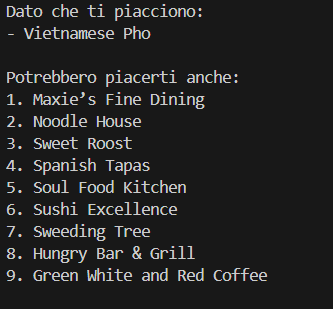 Dato che ti piacciono:
- Vietnamese Pho
Potrebbero piacerti anche:
1. Maxie’s Fine Dining
2. Noodle House
3. Sweet Roost
4. Spanish Tapas
5. Soul Food Kitchen
6. Sushi Excellence
7. Sweeding Tree
8. Hungry Bar & Grill
9. Green White and Red Coffee